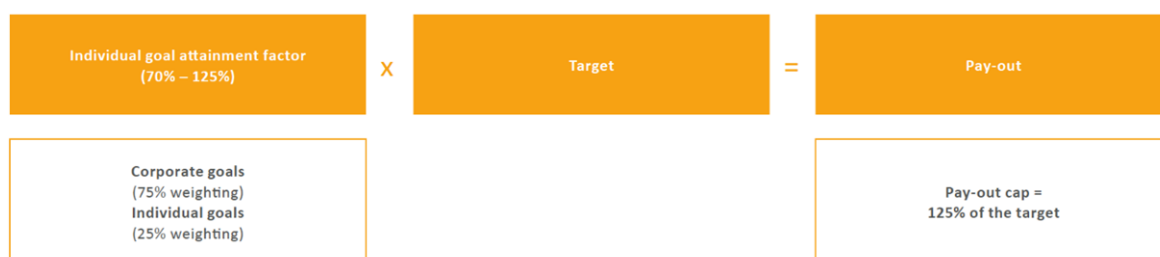 Individual goal attainment factor
(70% – 125%)
x
Target
=
Pay-out
Corporate goals
(75% weighting)
Individual goals
(25% weighting)
Pay-out cap =
125% of the target